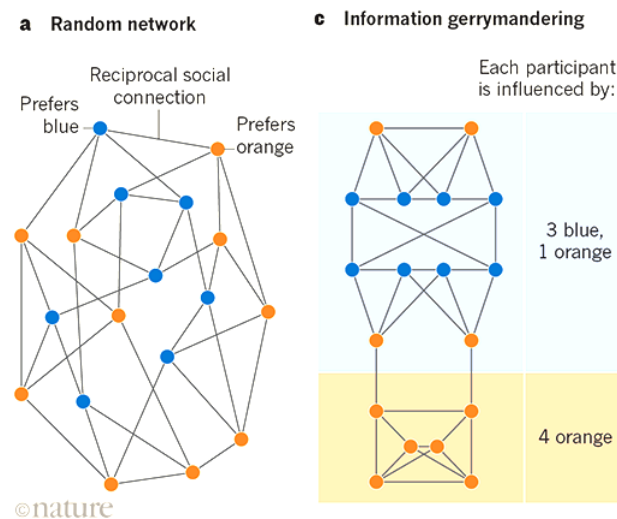 a Random network
Reciprocal social
connection
Prefers
blue
Prefers
orange
©nature
c Information gerrymandering
Each participant
is influenced by:
3 blue,
1 orange
4 orange